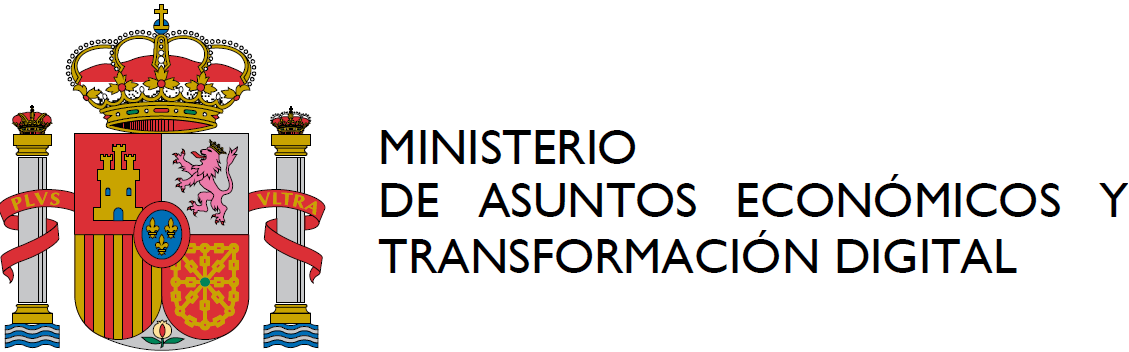 PLVS
VLTRA
MINISTERIO
DE ASUNTOS ECONÓMICOS Y
TRANSFORMACIÓN DIGITAL